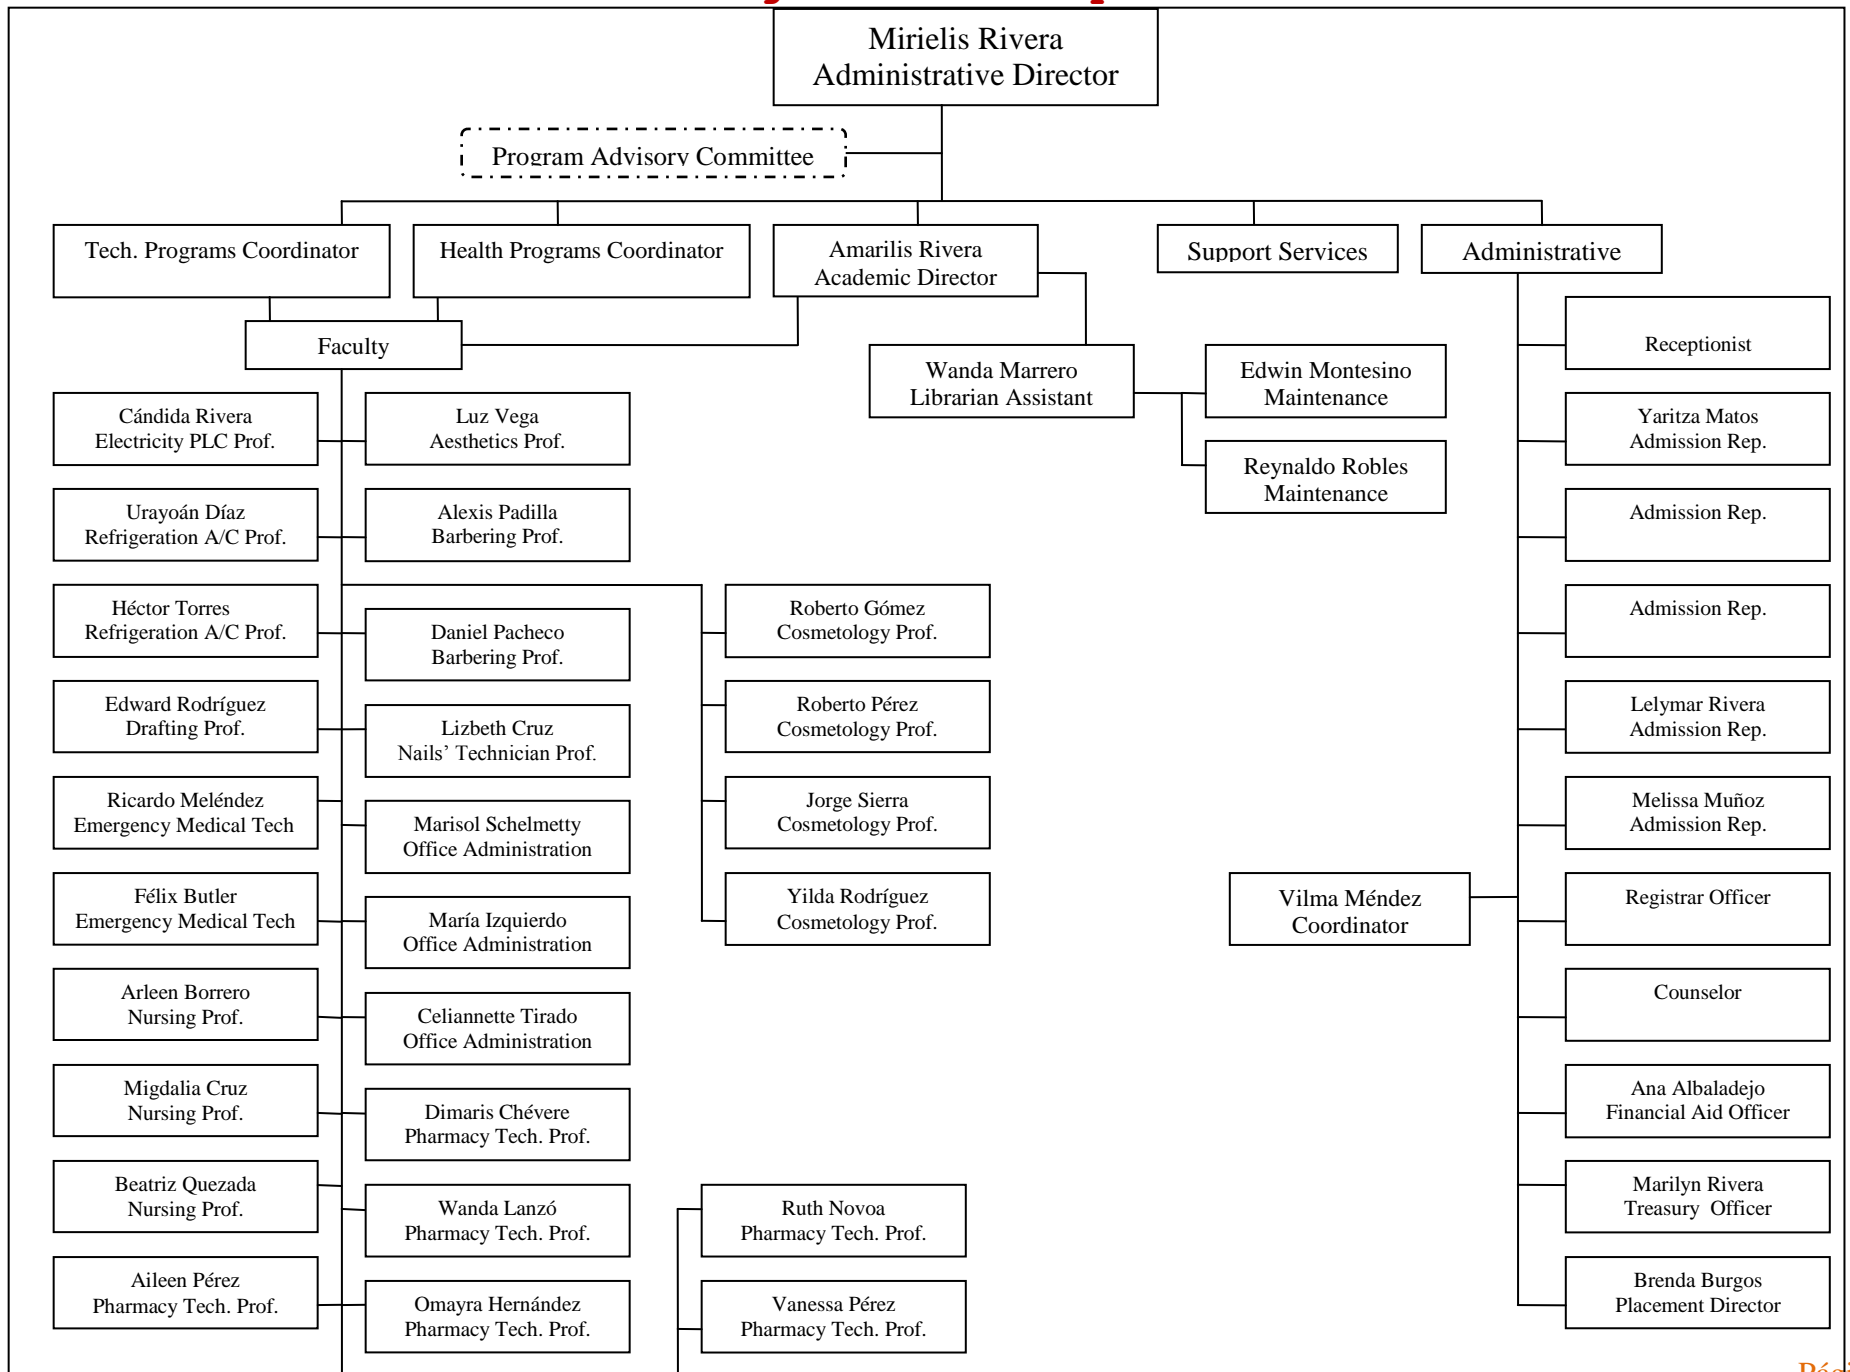 Mirielis Rivera
Administrative Director
Program Advisory Committee
Tech. Programs Coordinator
Health Programs Coordinator
Amarilis Rivera
Academic Director
Support Services
Administrative
Faculty
Wanda Marrero
Librarian Assistant
Edwin Montesino
Maintenance
Reynaldo Robles
Maintenance
Cándida Rivera
Electricity PLC Prof.
Urayoán Díaz
Refrigeration A/C Prof.
Héctor Torres
Refrigeration A/C Prof.
Edward Rodríguez
Drafting Prof.
Ricardo Meléndez
Emergency Medical Tech
Félix Butler
Emergency Medical Tech
Arleen Borrero
Nursing Prof.
Migdalia Cruz
Nursing Prof.
Beatriz Quezada
Nursing Prof.
Aileen Pérez
Pharmacy Tech. Prof.
Luz Vega
Aesthetics Prof.
Alexis Padilla
Barbering Prof.
Daniel Pacheco
Barbering Prof.
Lizbeth Cruz
Nails’ Technician Prof.
Marisol Schelmetty
Office Administration
María Izquierdo
Office Administration
Celiannette Tirado
Office Administration
Dimaris Chévere
Pharmacy Tech. Prof.
Wanda Lanzó
Pharmacy Tech. Prof.
Omayra Hernández
Pharmacy Tech. Prof.
Roberto Gómez
Cosmetology Prof.
Roberto Pérez
Cosmetology Prof.
Jorge Sierra
Cosmetology Prof.
Yilda Rodríguez
Cosmetology Prof.
Ruth Novoa
Pharmacy Tech. Prof.
Vanessa Pérez
Pharmacy Tech. Prof.
Vilma Méndez
Coordinator
Receptionist
Yaritza Matos
Admission Rep.
Admission Rep.
Admission Rep.
Lelymar Rivera
Admission Rep.
Melissa Muñoz
Admission Rep.
Registrar Officer
Counselor
Ana Albaladejo
Financial Aid Officer
Marilyn Rivera
Treasury Officer
Brenda Burgos
Placement Director